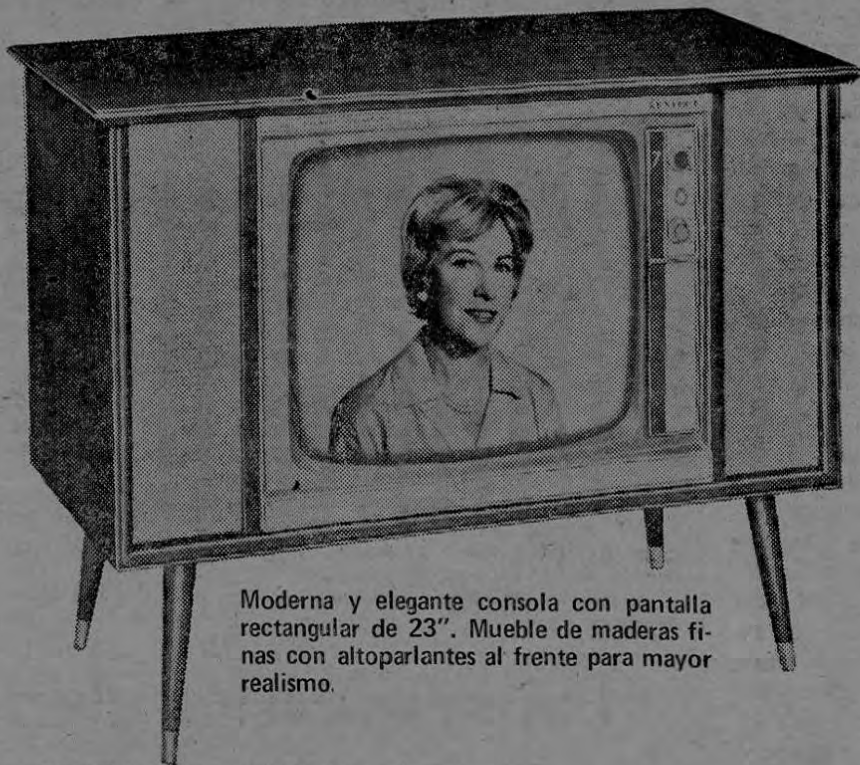 7
Moderna y elegante consola con pantalla
rectangular de 23". Mueble de maderas fi-
nas con altoparlantes al frente para mayor
realismo.